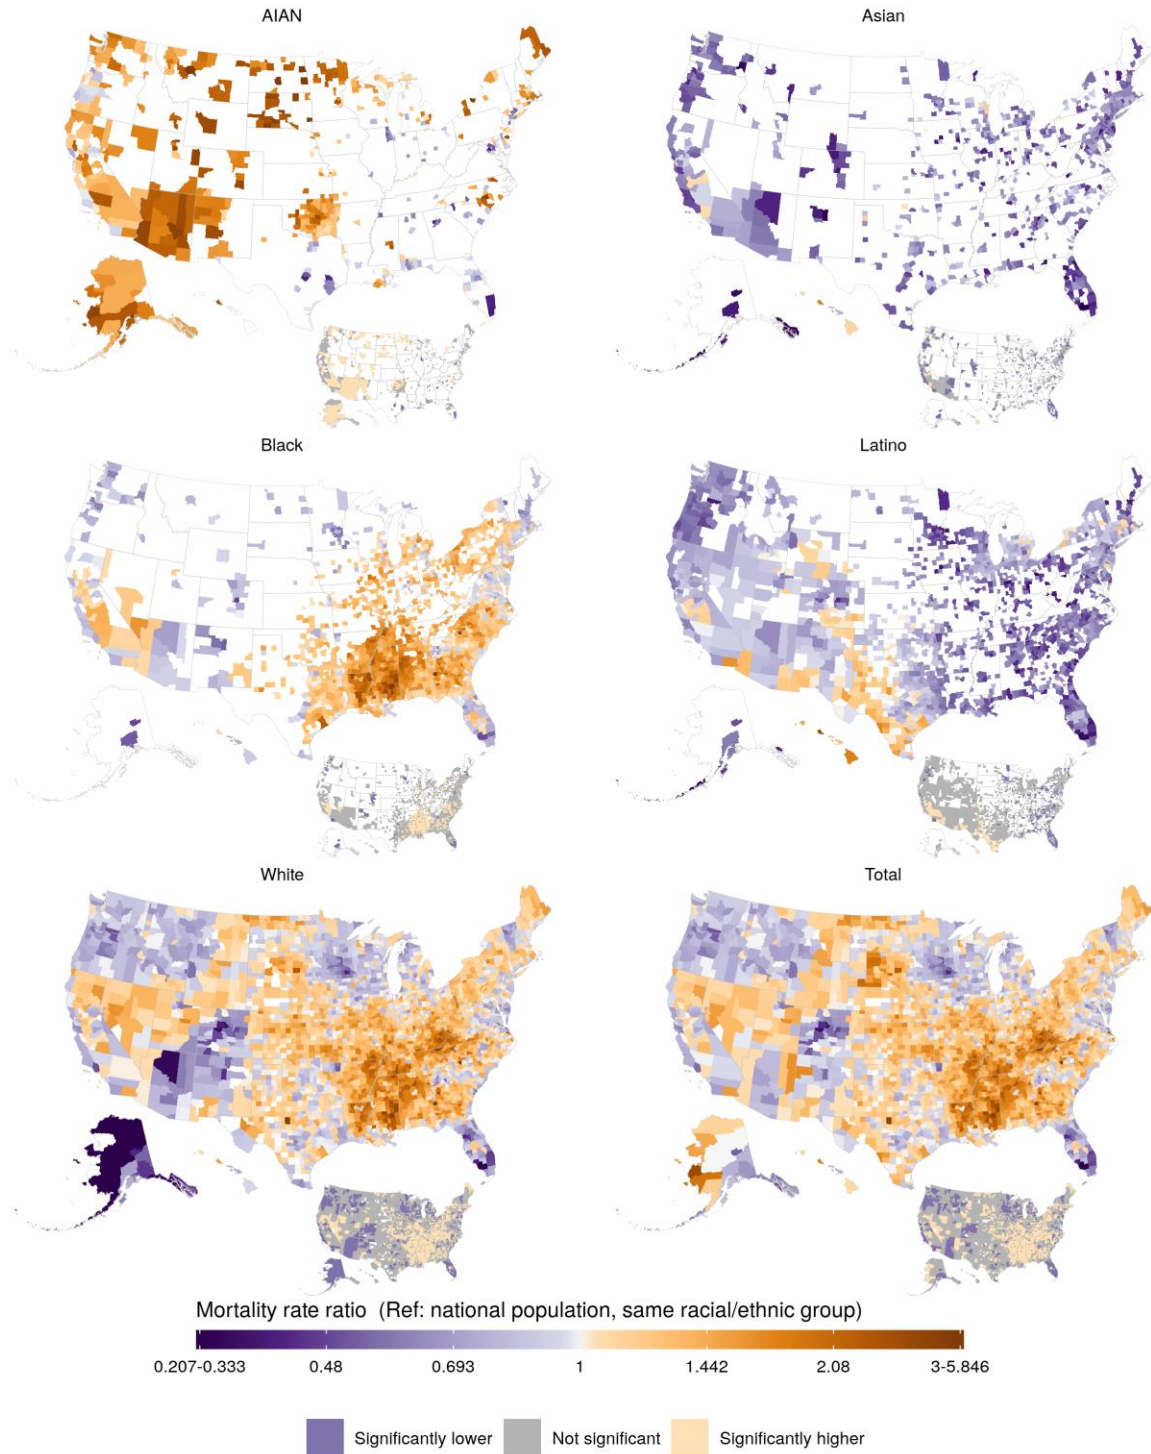 AIAN
Asian
Black
Latino
White
Total
Mortality rate ratio (Ref: national population, same racial/ethnic group)
0.207-0.333 0.48 0.693 1 1.442 2.08 3-5.846
Significantly lower Not significant Significantly higher